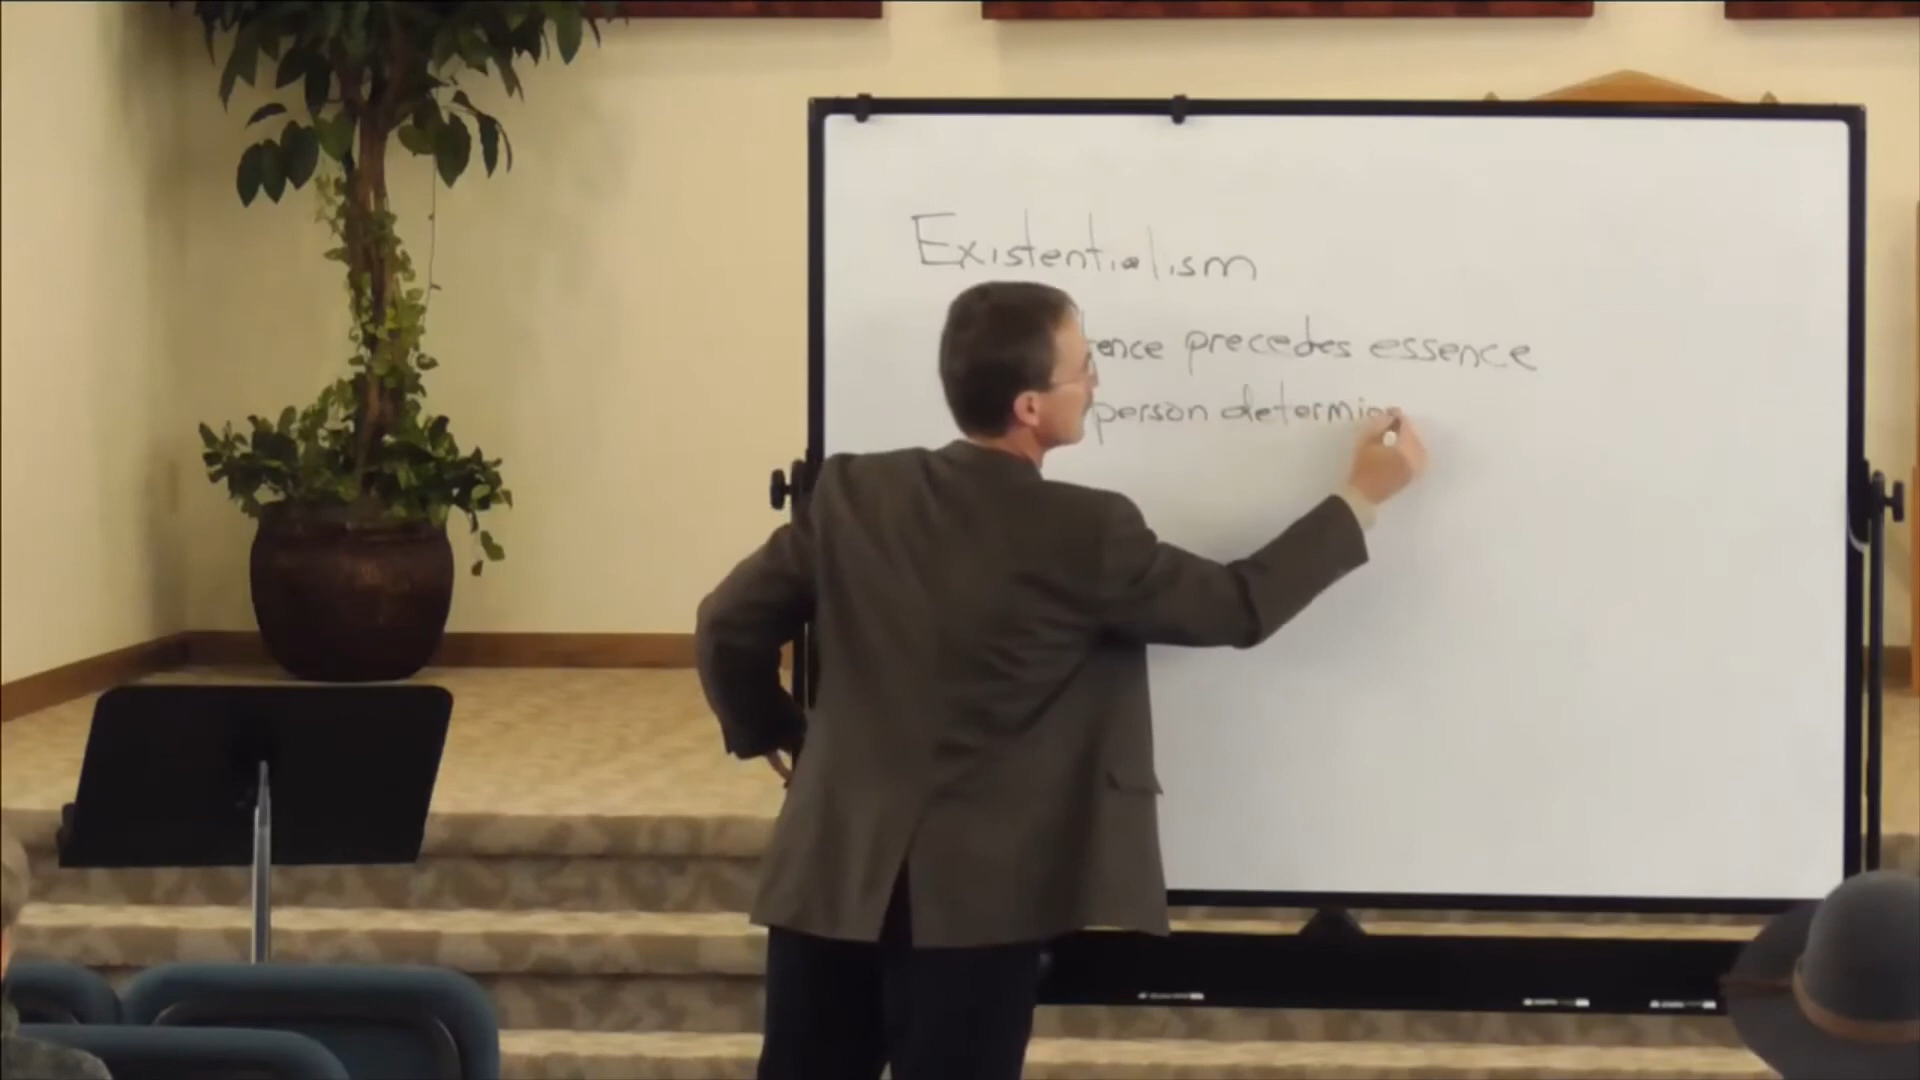 Existentialism
ence precedes essence
person determin